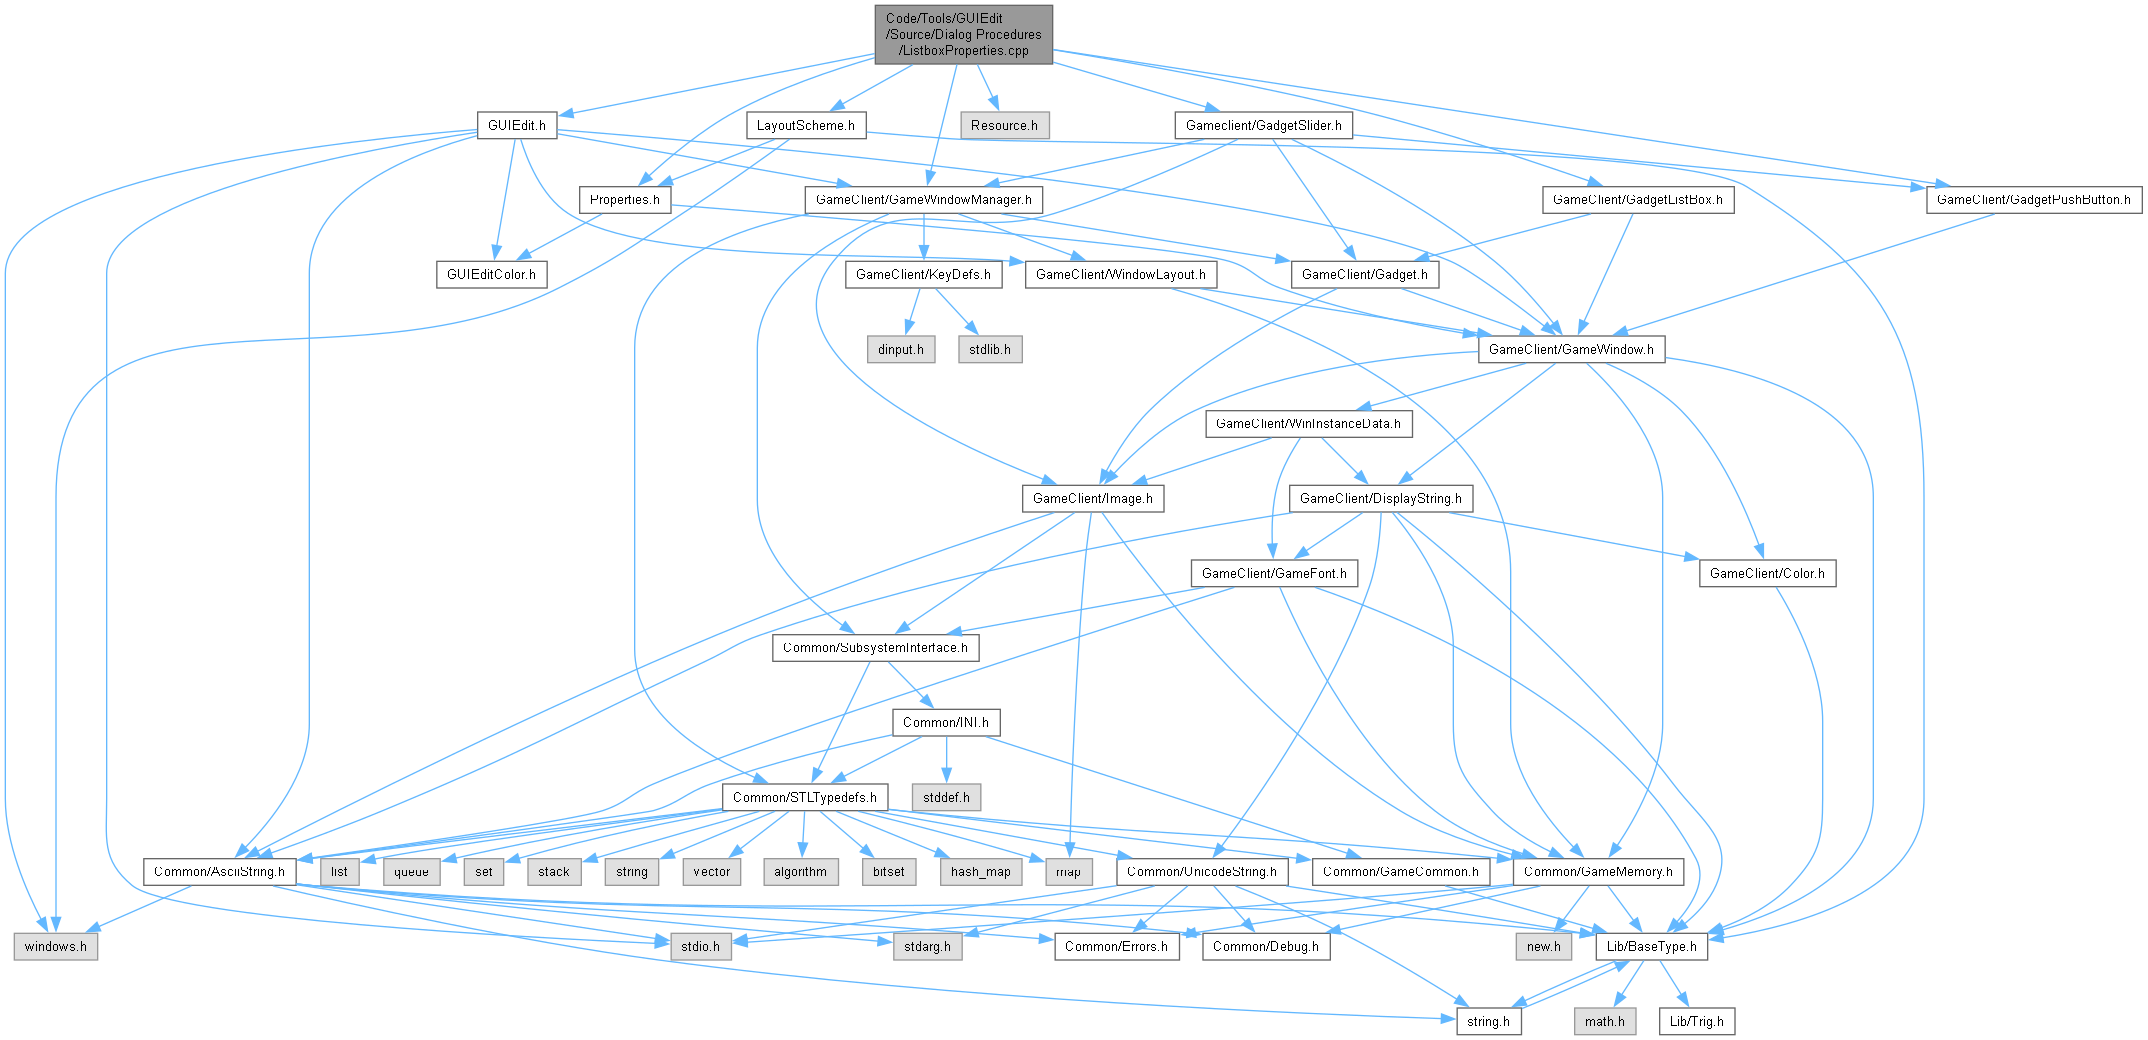 Code/Tools/GUIEdit
/Source/Dialog Procedures
/ListboxProperties.cpp
GUIEdit.h
LayoutScheme.h
Resource.h
Gameclient/GadgetSlider.h
Properties.h
GameClient/GameWindowManager.h
GameClient/GadgetListBox.h
GameClient/GadgetPushButton.h
GUIEditColor.h
GameClient/KeyDefs.h
GameClient/WindowLayout.h
GameClient/Gadget.h
dinput.h
stdlib.h
GameClient/GameWindow.h
GameClient/WinInstanceData.h
GameClient/Image.h
GameClient/DisplayString.h
GameClient/GameFont.h
GameClient/Color.h
Common/SubsystemInterface.h
Common/INI.h
Common/STLTypedefs.h
stddef.h
Common/AsciiString.h
list
queue
set
stack
string
vector
algorithm
bitset
hash_map
map
Common/UnicodeString.h
Common/GameCommon.h
Common/GameMemory.h
windows.h
stdio.h
stdarg.h
Common/Errors.h
Common/Debug.h
new.h
Lib/BaseType.h
string.h
math.h
Lib/Trig.h